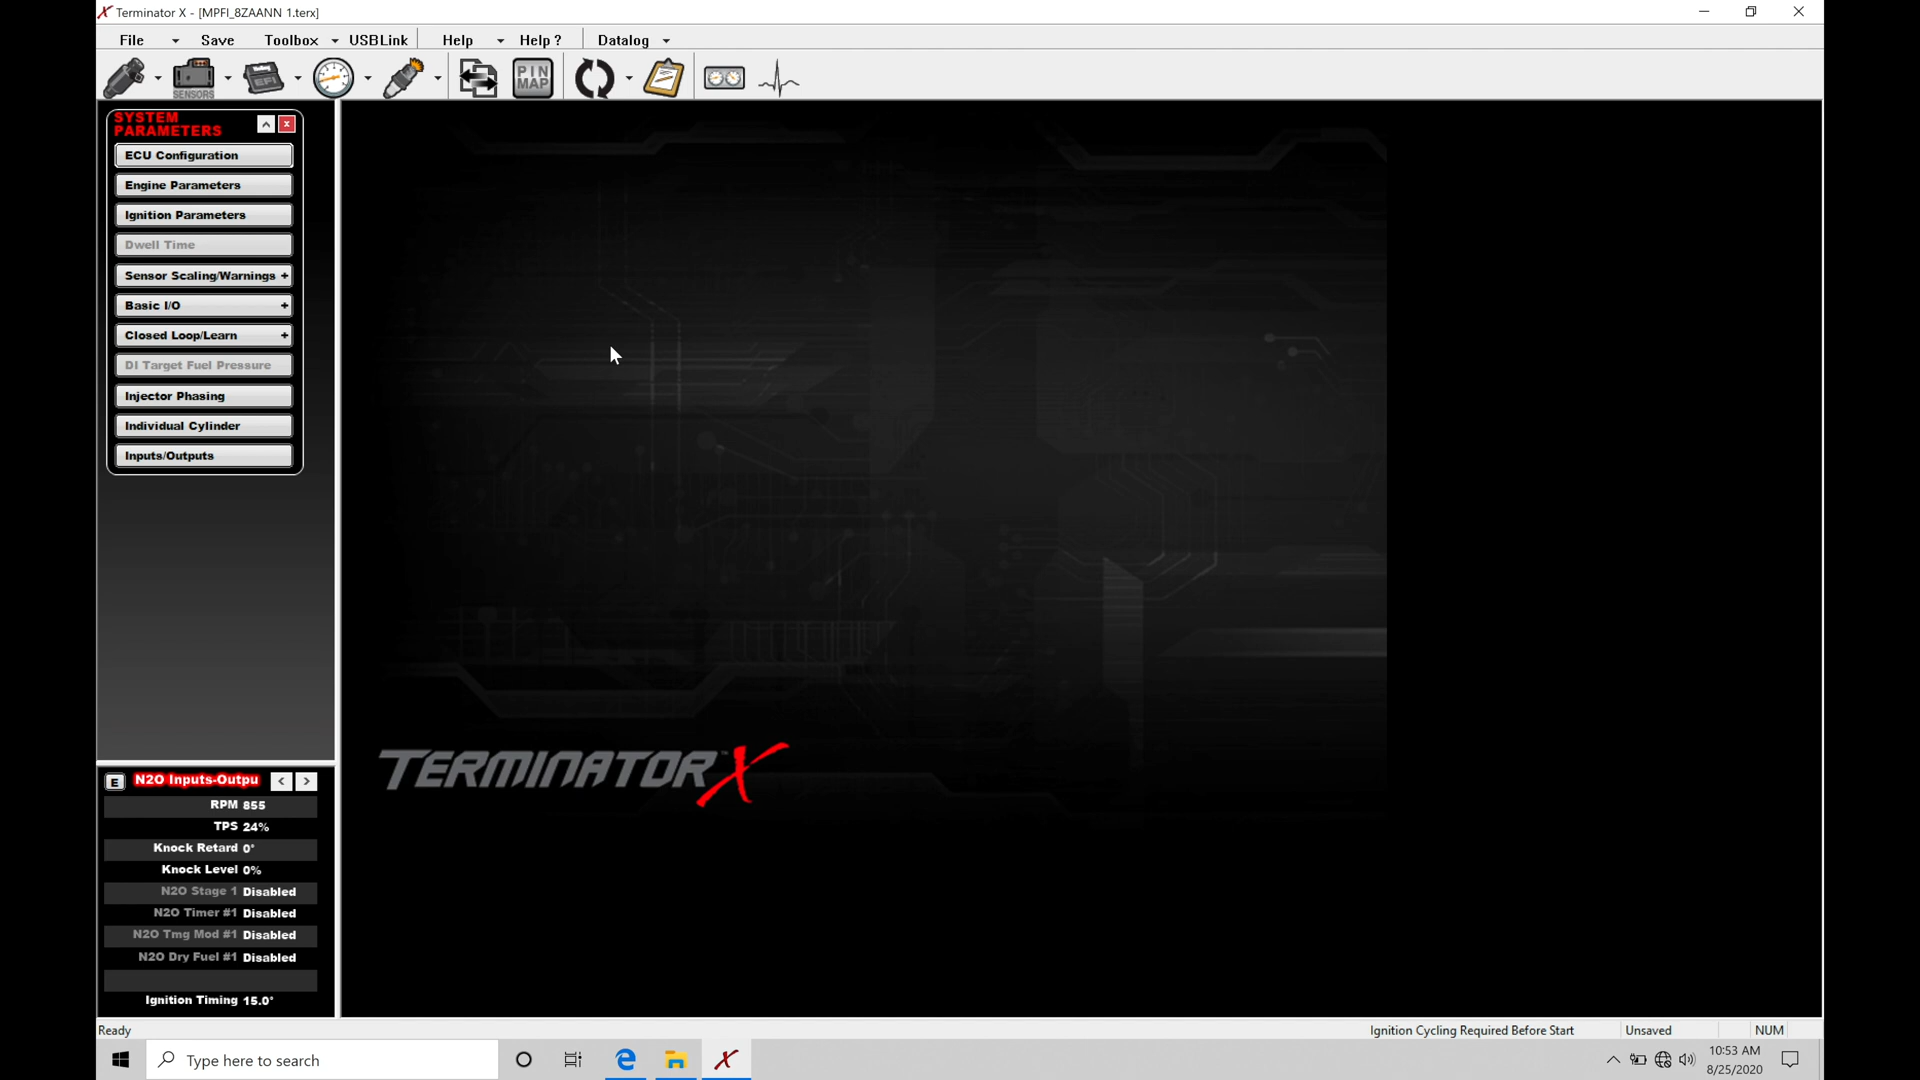 Terminator X - [MPFI_8ZAANN 1.terx]
File Save Toolbox USBLink Help Help ? Datalog
SENSORS EFI PIN MAP
SYSTEM
PARAMETERS
ECU Configuration
Engine Parameters
Ignition Parameters
Dwell Time
Sensor Scaling/Warnings +
Basic I/O +
Closed Loop/Learn +
DI Target Fuel Pressure
Injector Phasing
Individual Cylinder
Inputs/Outputs
TERMINATOR X ™
E N2O Inputs-Outpu < >
RPM 855
TPS 24%
Knock Retard 0°
Knock Level 0%
N2O Stage 1 Disabled
N2O Timer #1 Disabled
N2O Tmg Mod #1 Disabled
N2O Dry Fuel #1 Disabled
Ignition Timing 15.0°
Ready Ignition Cycling Required Before Start Unsaved NUM
Type here to search 10:53 AM
8/25/2020